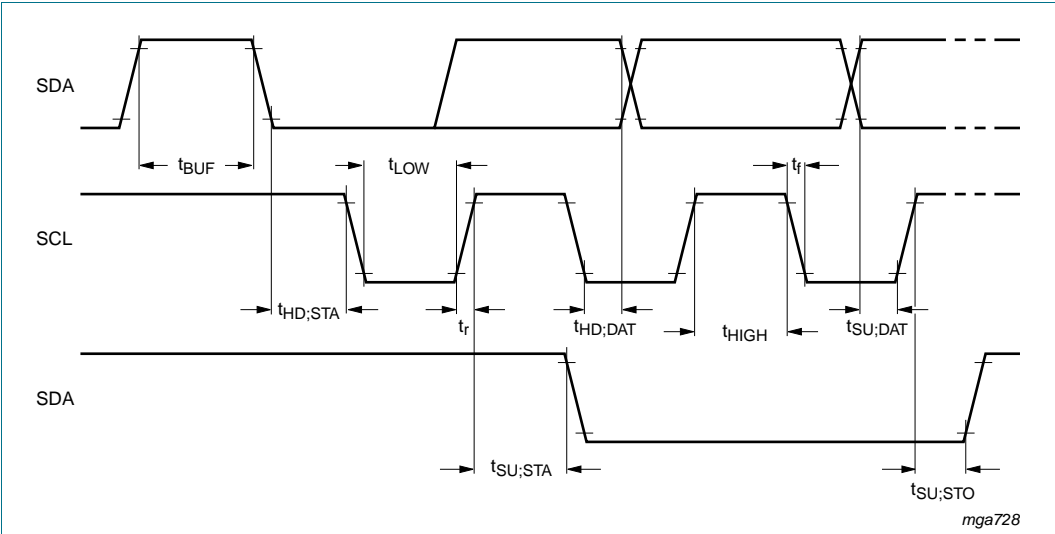 SDA
tBUF
tLOW
tf
SCL
tHD;STA
tr
tHD;DAT
tHIGH
tSU;DAT
SDA
tSU;STA
tSU;STO
mga728